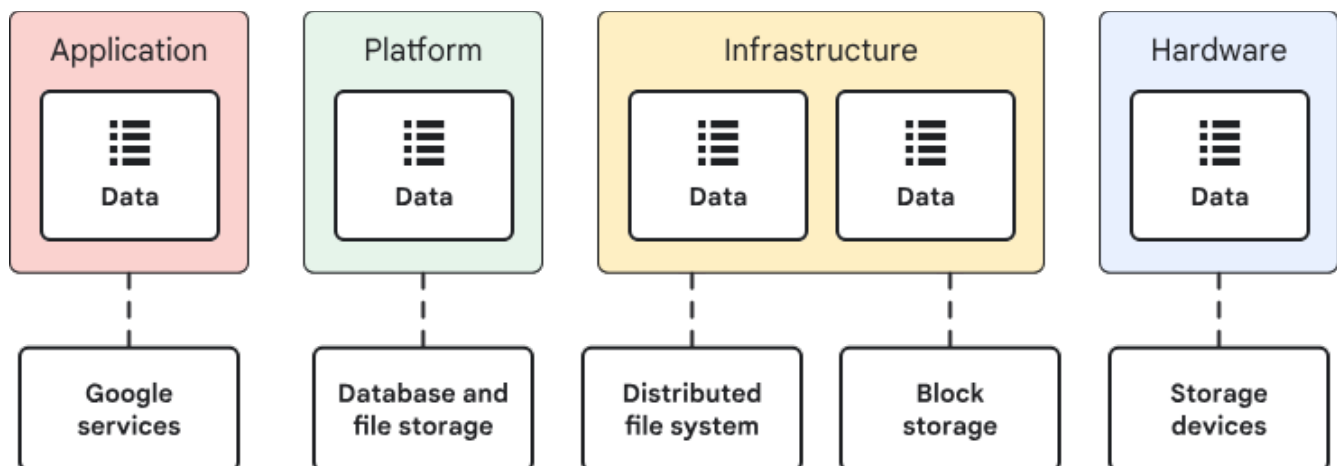 Application
Platform
Infrastructure
Hardware
Data
Data
Data
Data
Data
Google
services
Database and
file storage
Distributed
file system
Block
storage
Storage
devices